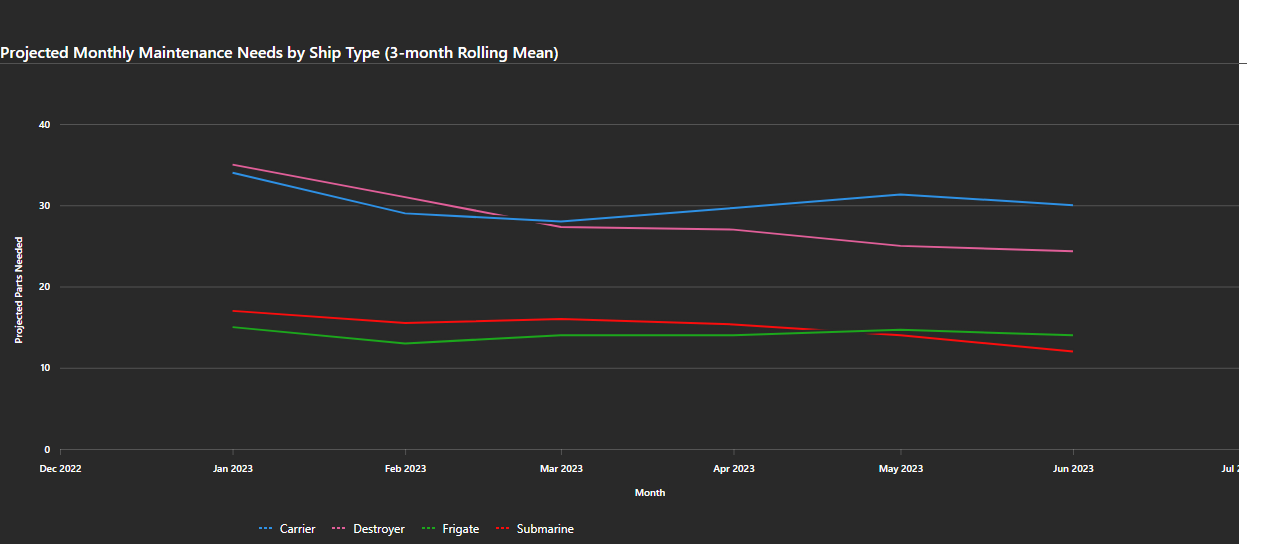 Projected Monthly Maintenance Needs by Ship Type (3-month Rolling Mean)
40
30
20
10
0
Projected Parts Needed
Dec 2022 Jan 2023 Feb 2023 Mar 2023 Apr 2023 May 2023 Jun 2023 Jul
Month
Carrier Destroyer Frigate Submarine